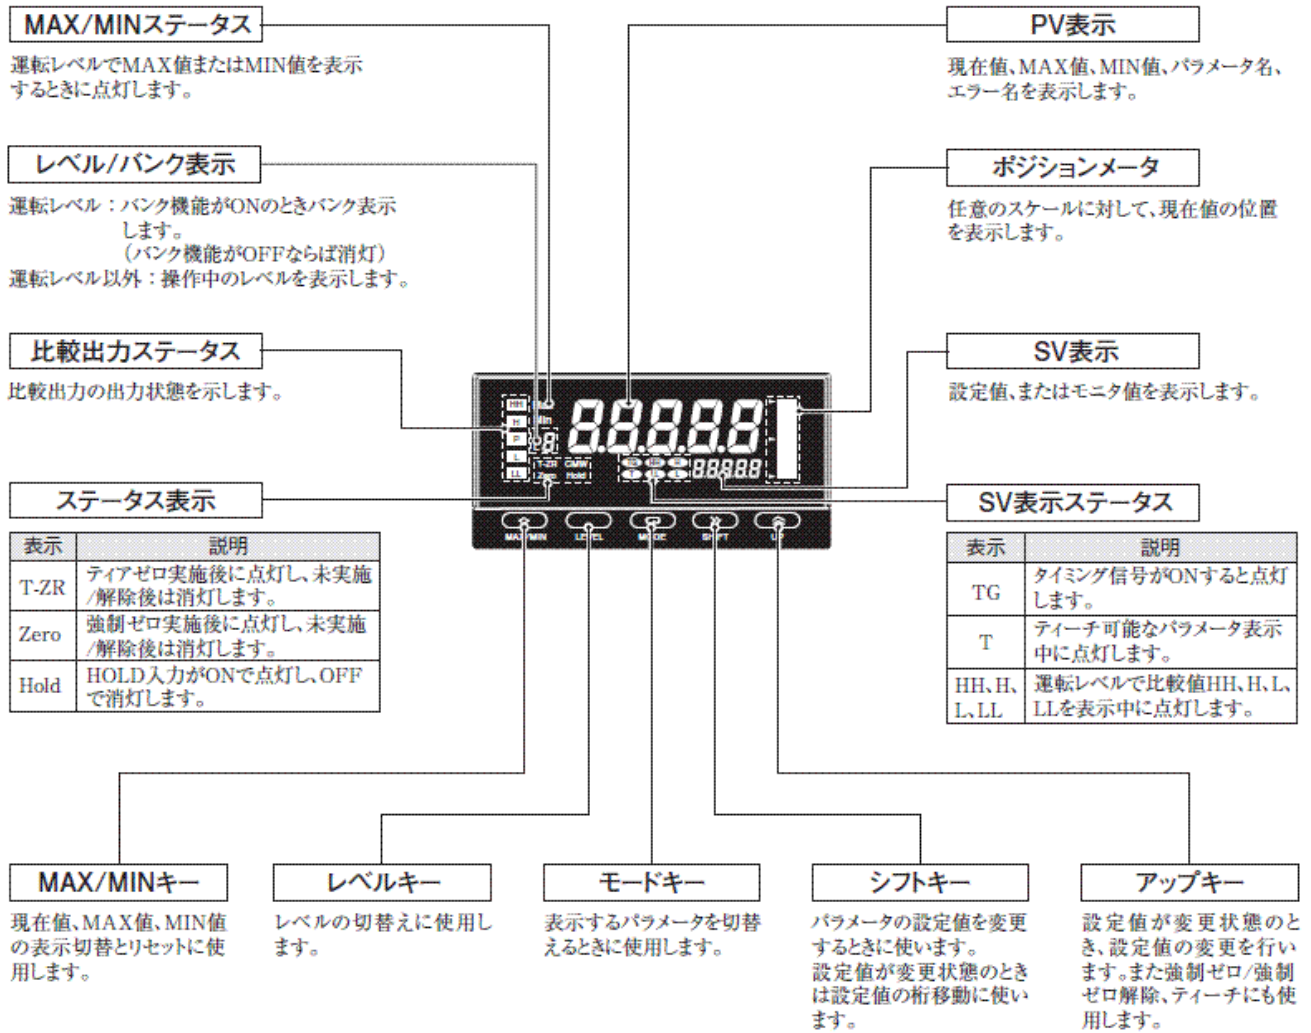 MAX/MINステータス
運転レベルでMAX値またはMIN値を表示
するときに点灯します。
レベル/バンク表示
運転レベル：バンク機能がONのときバンク表示
します。
（バンク機能がOFFならば消灯）
運転レベル以外：操作中のレベルを表示します。
比較出力ステータス
比較出力の出力状態を示します。
ステータス表示
表示 説明
T-ZR ティアゼロ実施後に点灯し、未実施
/解除後は消灯します。
Zero 強制ゼロ実施後に点灯し、未実施
/解除後は消灯します。
Hold HOLD入力がONで点灯し、OFF
で消灯します。
PV表示
現在値、MAX値、MIN値、パラメータ名、
エラー名を表示します。
ポジションメータ
任意のスケールに対して、現在値の位置
を表示します。
SV表示
設定値、またはモニタ値を表示します。
SV表示ステータス
表示 説明
TG タイミング信号がONすると点灯
します。
T ティーチ可能なパラメータ表示
中に点灯します。
HH、H、 運転レベルで比較値HH、H、L、
L、LL LLを表示中に点灯します。
HH
H
P
L
LL
T-ZR CMW
Zero Hold
8.8.8.8.8
TG HH H
T LL L
8.8.8.8.8
MAX/MIN LEVEL MODE SHIFT UP
MAX/MINキー
現在値、MAX値、MIN値
の表示切替とリセットに使
用します。
レベルキー
レベルの切替えに使用し
ます。
モードキー
表示するパラメータを切替
えるときに使用します。
シフトキー
パラメータの設定値を変更
するときに使います。
設定値が変更状態のとき
は設定値の桁移動に使い
ます。
アップキー
設定値が変更状態のと
き、設定値の変更を行い
ます。また強制ゼロ/強制
ゼロ解除、ティーチにも使
用します。